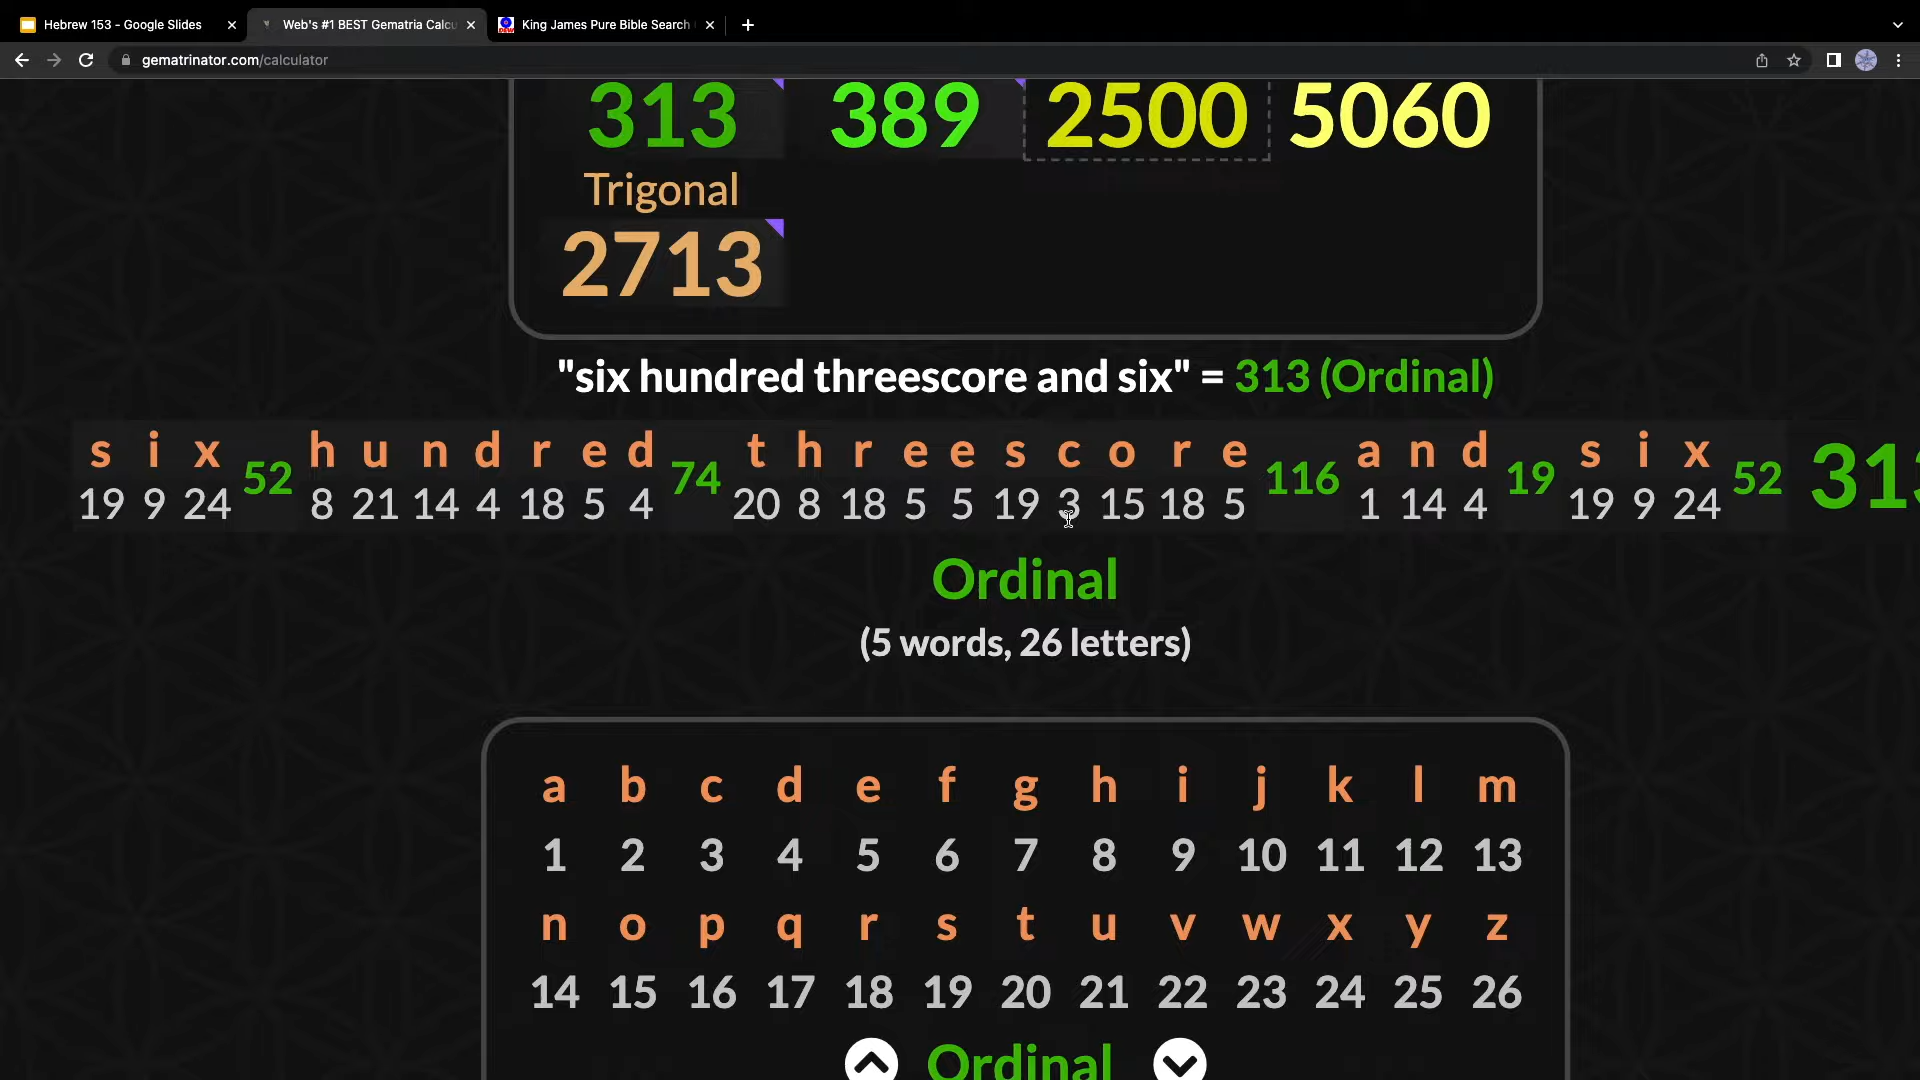 Hebrew 153 - Google Slides
Web's #1 BEST Gematria Calcu
King James Pure Bible Search
gematrinator.com/calculator
313 389 2500 5060
Trigonal
2713
"six hundred threescore and six" = 313 (Ordinal)
s i x 52 h u n d r e d 74 t h r e e s c o r e 116 a n d 19 s i x 52 313
19 9 24 8 21 14 4 18 5 4 20 8 18 5 5 19 3 15 18 5 1 14 4 19 9 24
Ordinal
(5 words, 26 letters)
a b c d e f g h i j k l m
1 2 3 4 5 6 7 8 9 10 11 12 13
n o p q r s t u v w x y z
14 15 16 17 18 19 20 21 22 23 24 25 26
Ordinal